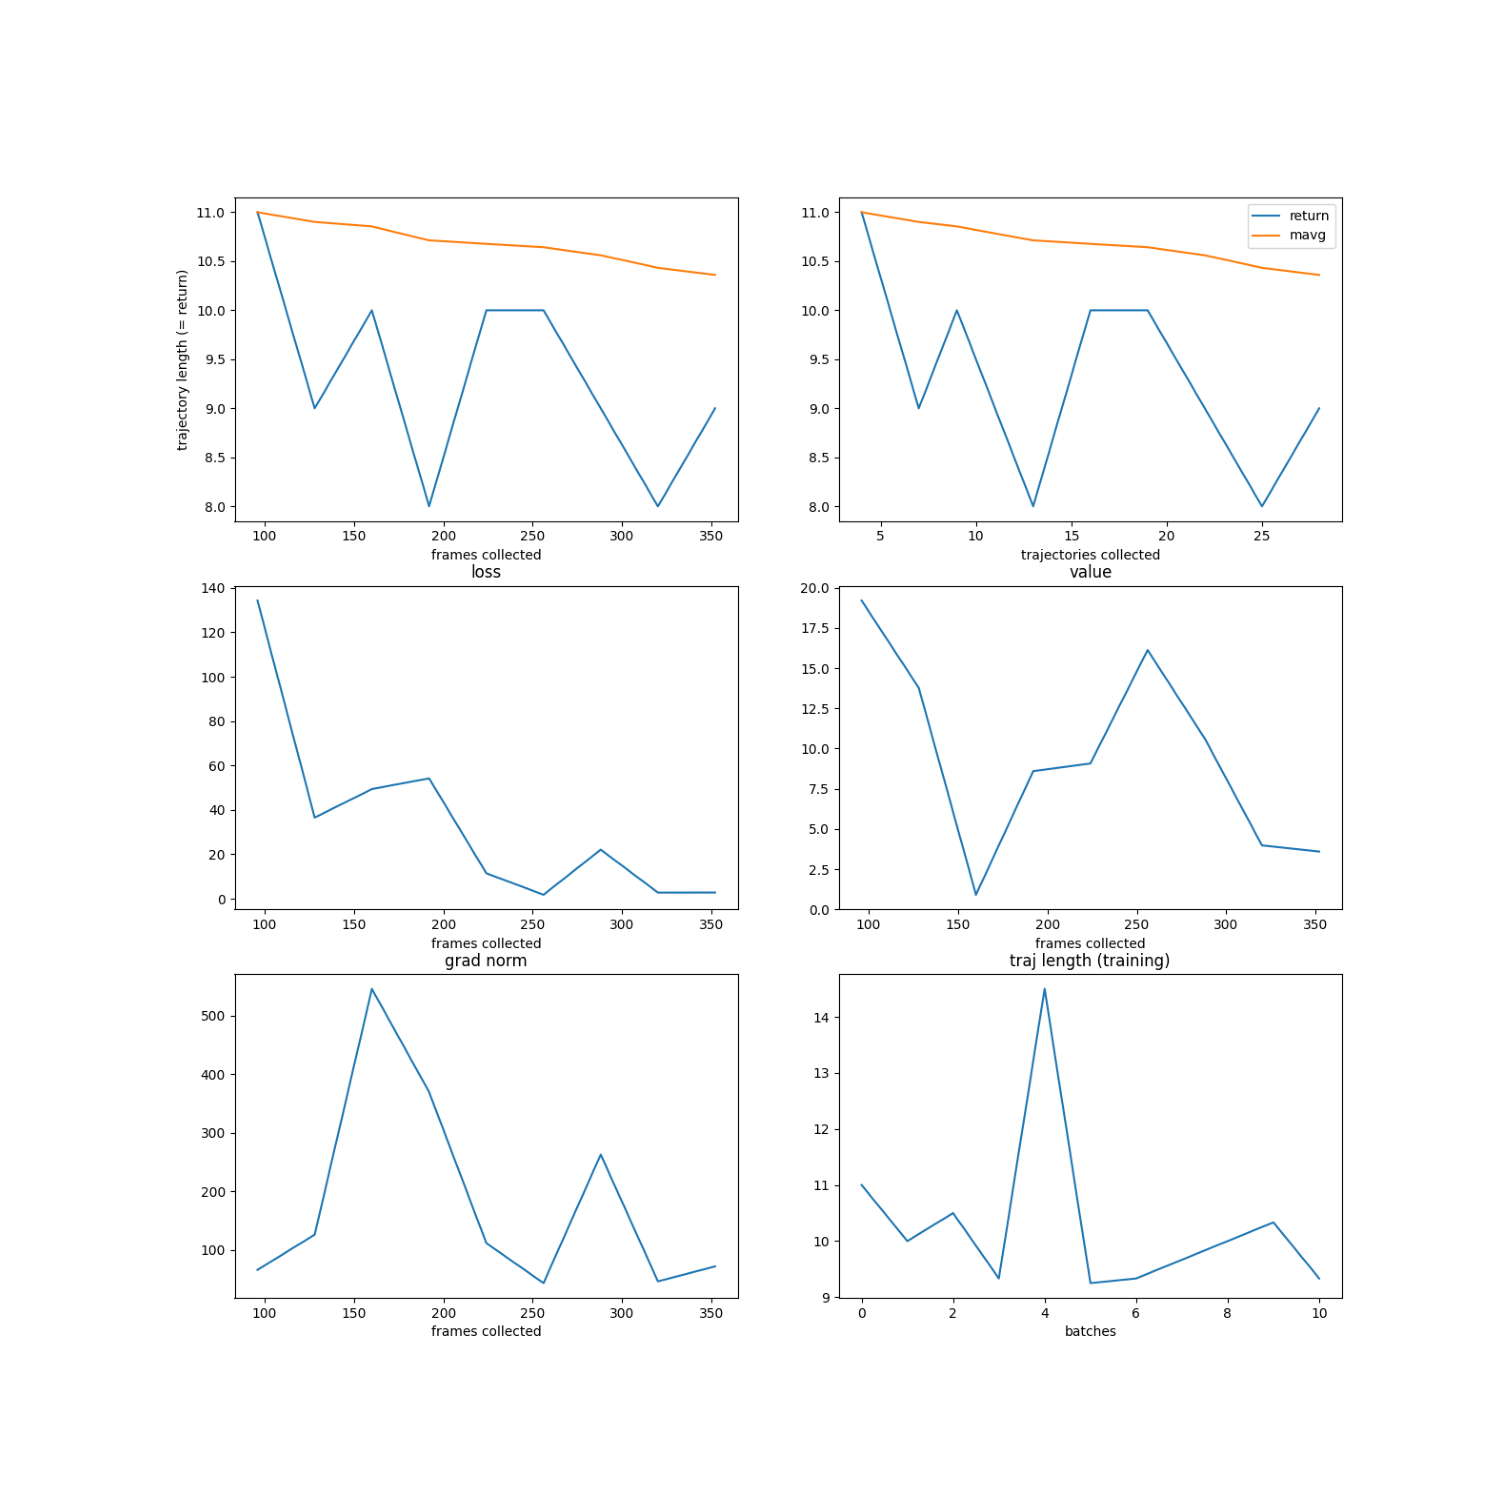 trajectory length (= return)
11.0
10.5
10.0
9.5
9.0
8.5
8.0
100 150 200 250 300 350
frames collected
11.0
10.5
10.0
9.5
9.0
8.5
8.0
5 10 15 20 25
trajectories collected
return
mavg
loss
140
120
100
80
60
40
20
0
100 150 200 250 300 350
frames collected
value
20.0
17.5
15.0
12.5
10.0
7.5
5.0
2.5
0.0
100 150 200 250 300 350
frames collected
grad norm
500
400
300
200
100
100 150 200 250 300 350
frames collected
traj length (training)
14
13
12
11
10
9
0 2 4 6 8 10
batches